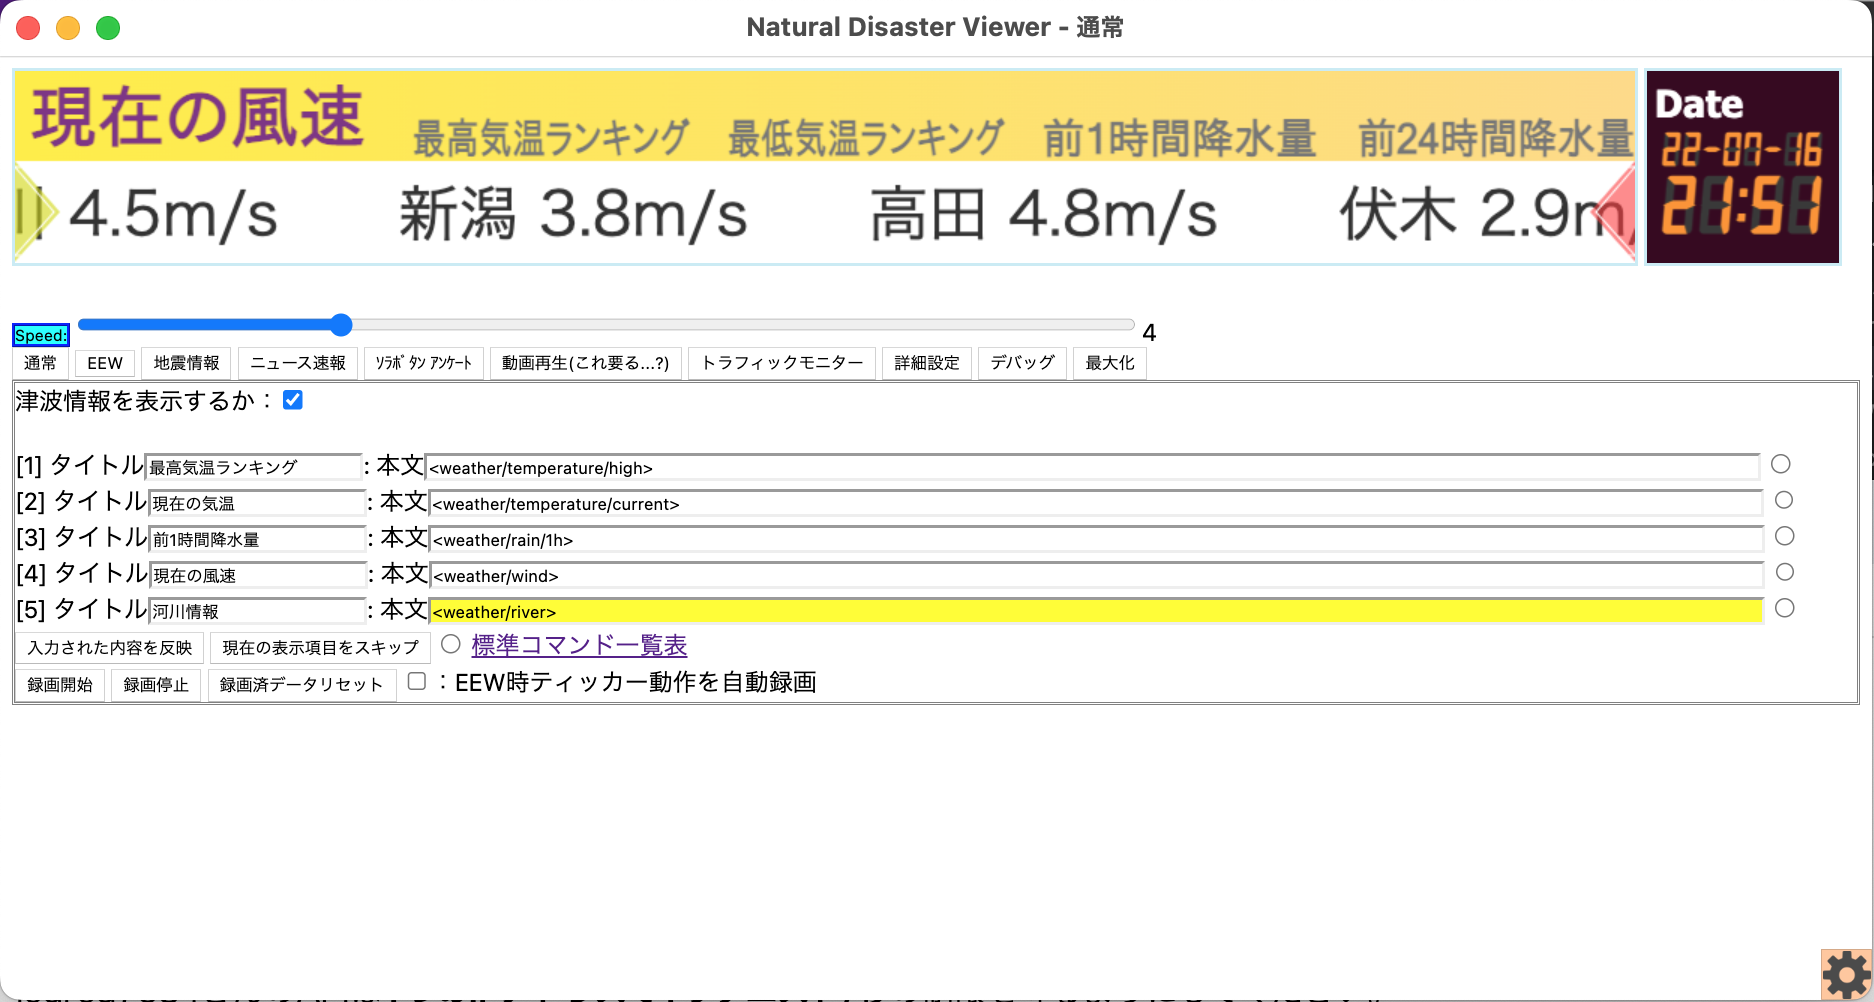 Natural Disaster Viewer - 通常
現在の風速 最高気温ランキング 最低気温ランキング 前1時間降水量 前24時間降水量
4.5m/s 新潟 3.8m/s 高田 4.8m/s 伏木 2.9m/
Date
22-07-16
21:51
Speed: 4
通常 EEW 地震情報 ニュース速報 ｿﾗﾎﾞﾀﾝ ｱﾝｹｰﾄ 動画再生(これ要る...?) トラフィックモニター 詳細設定 デバッグ 最大化
津波情報を表示するか：
[1] タイトル 最高気温ランキング : 本文 <weather/temperature/high>
[2] タイトル 現在の気温 : 本文 <weather/temperature/current>
[3] タイトル 前1時間降水量 : 本文 <weather/rain/1h>
[4] タイトル 現在の風速 : 本文 <weather/wind>
[5] タイトル 河川情報 : 本文 <weather/river>
入力された内容を反映 現在の表示項目をスキップ 標準コマンド一覧表
録画開始 録画停止 録画済データリセット ：EEW時ティッカー動作を自動録画